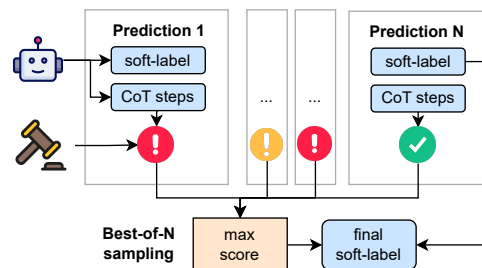 Prediction 1
soft-label
CoT steps
...
...
Prediction N
soft-label
CoT steps
Best-of-N
sampling
max
score
final
soft-label